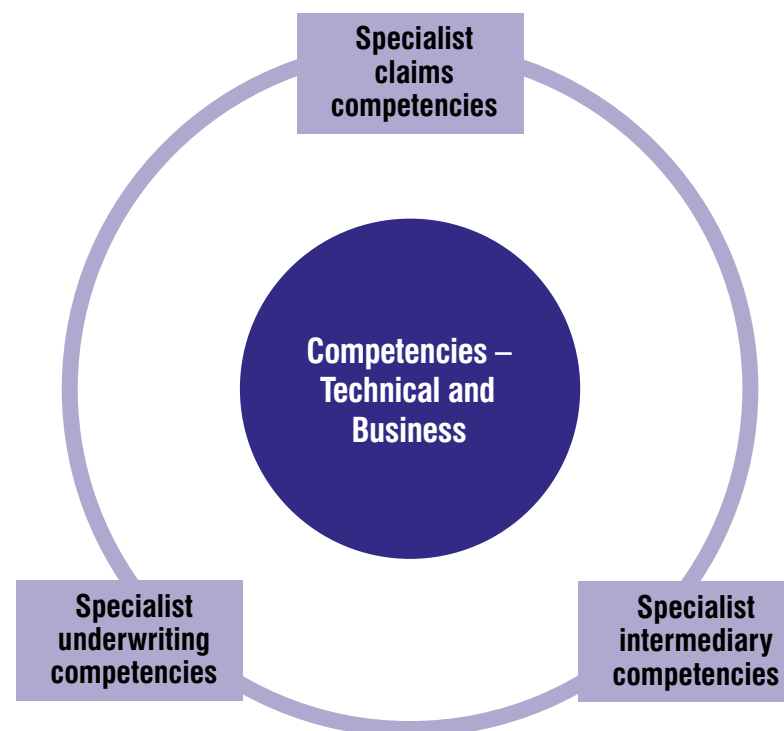 Specialist
claims
competencies
Competencies –
Technical and
Business
Specialist
underwriting
competencies
Specialist
intermediary
competencies